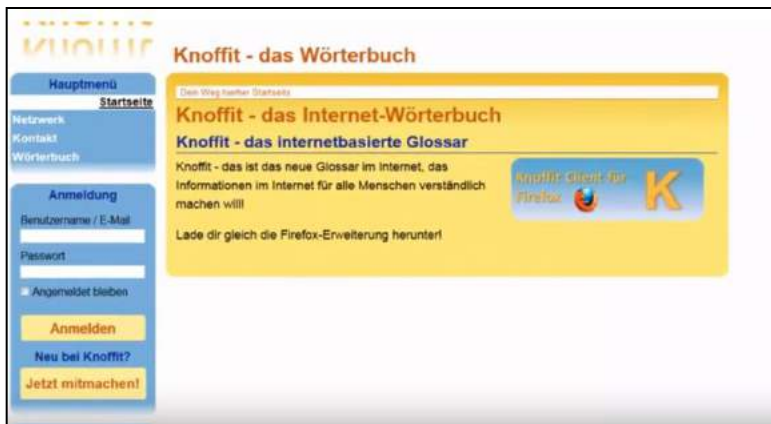 Knoffit
Knoffit - das Wörterbuch
Hauptmenü
Startseite
Netzwerk
Kontakt
Wörterbuch
Anmeldung
Benutzername / E-Mail
Passwort
Angemeldet bleiben
Anmelden
Neu bei Knoffit?
Jetzt mitmachen!
Dein Weg hierher Startseite
Knoffit - das Internet-Wörterbuch
Knoffit - das internetbasierte Glossar
Knoffit - das ist das neue Glossar im Internet, das
Informationen im Internet für alle Menschen verständlich
machen will!
Lade dir gleich die Firefox-Erweiterung herunter!
Knoffit Client für
Firefox
K